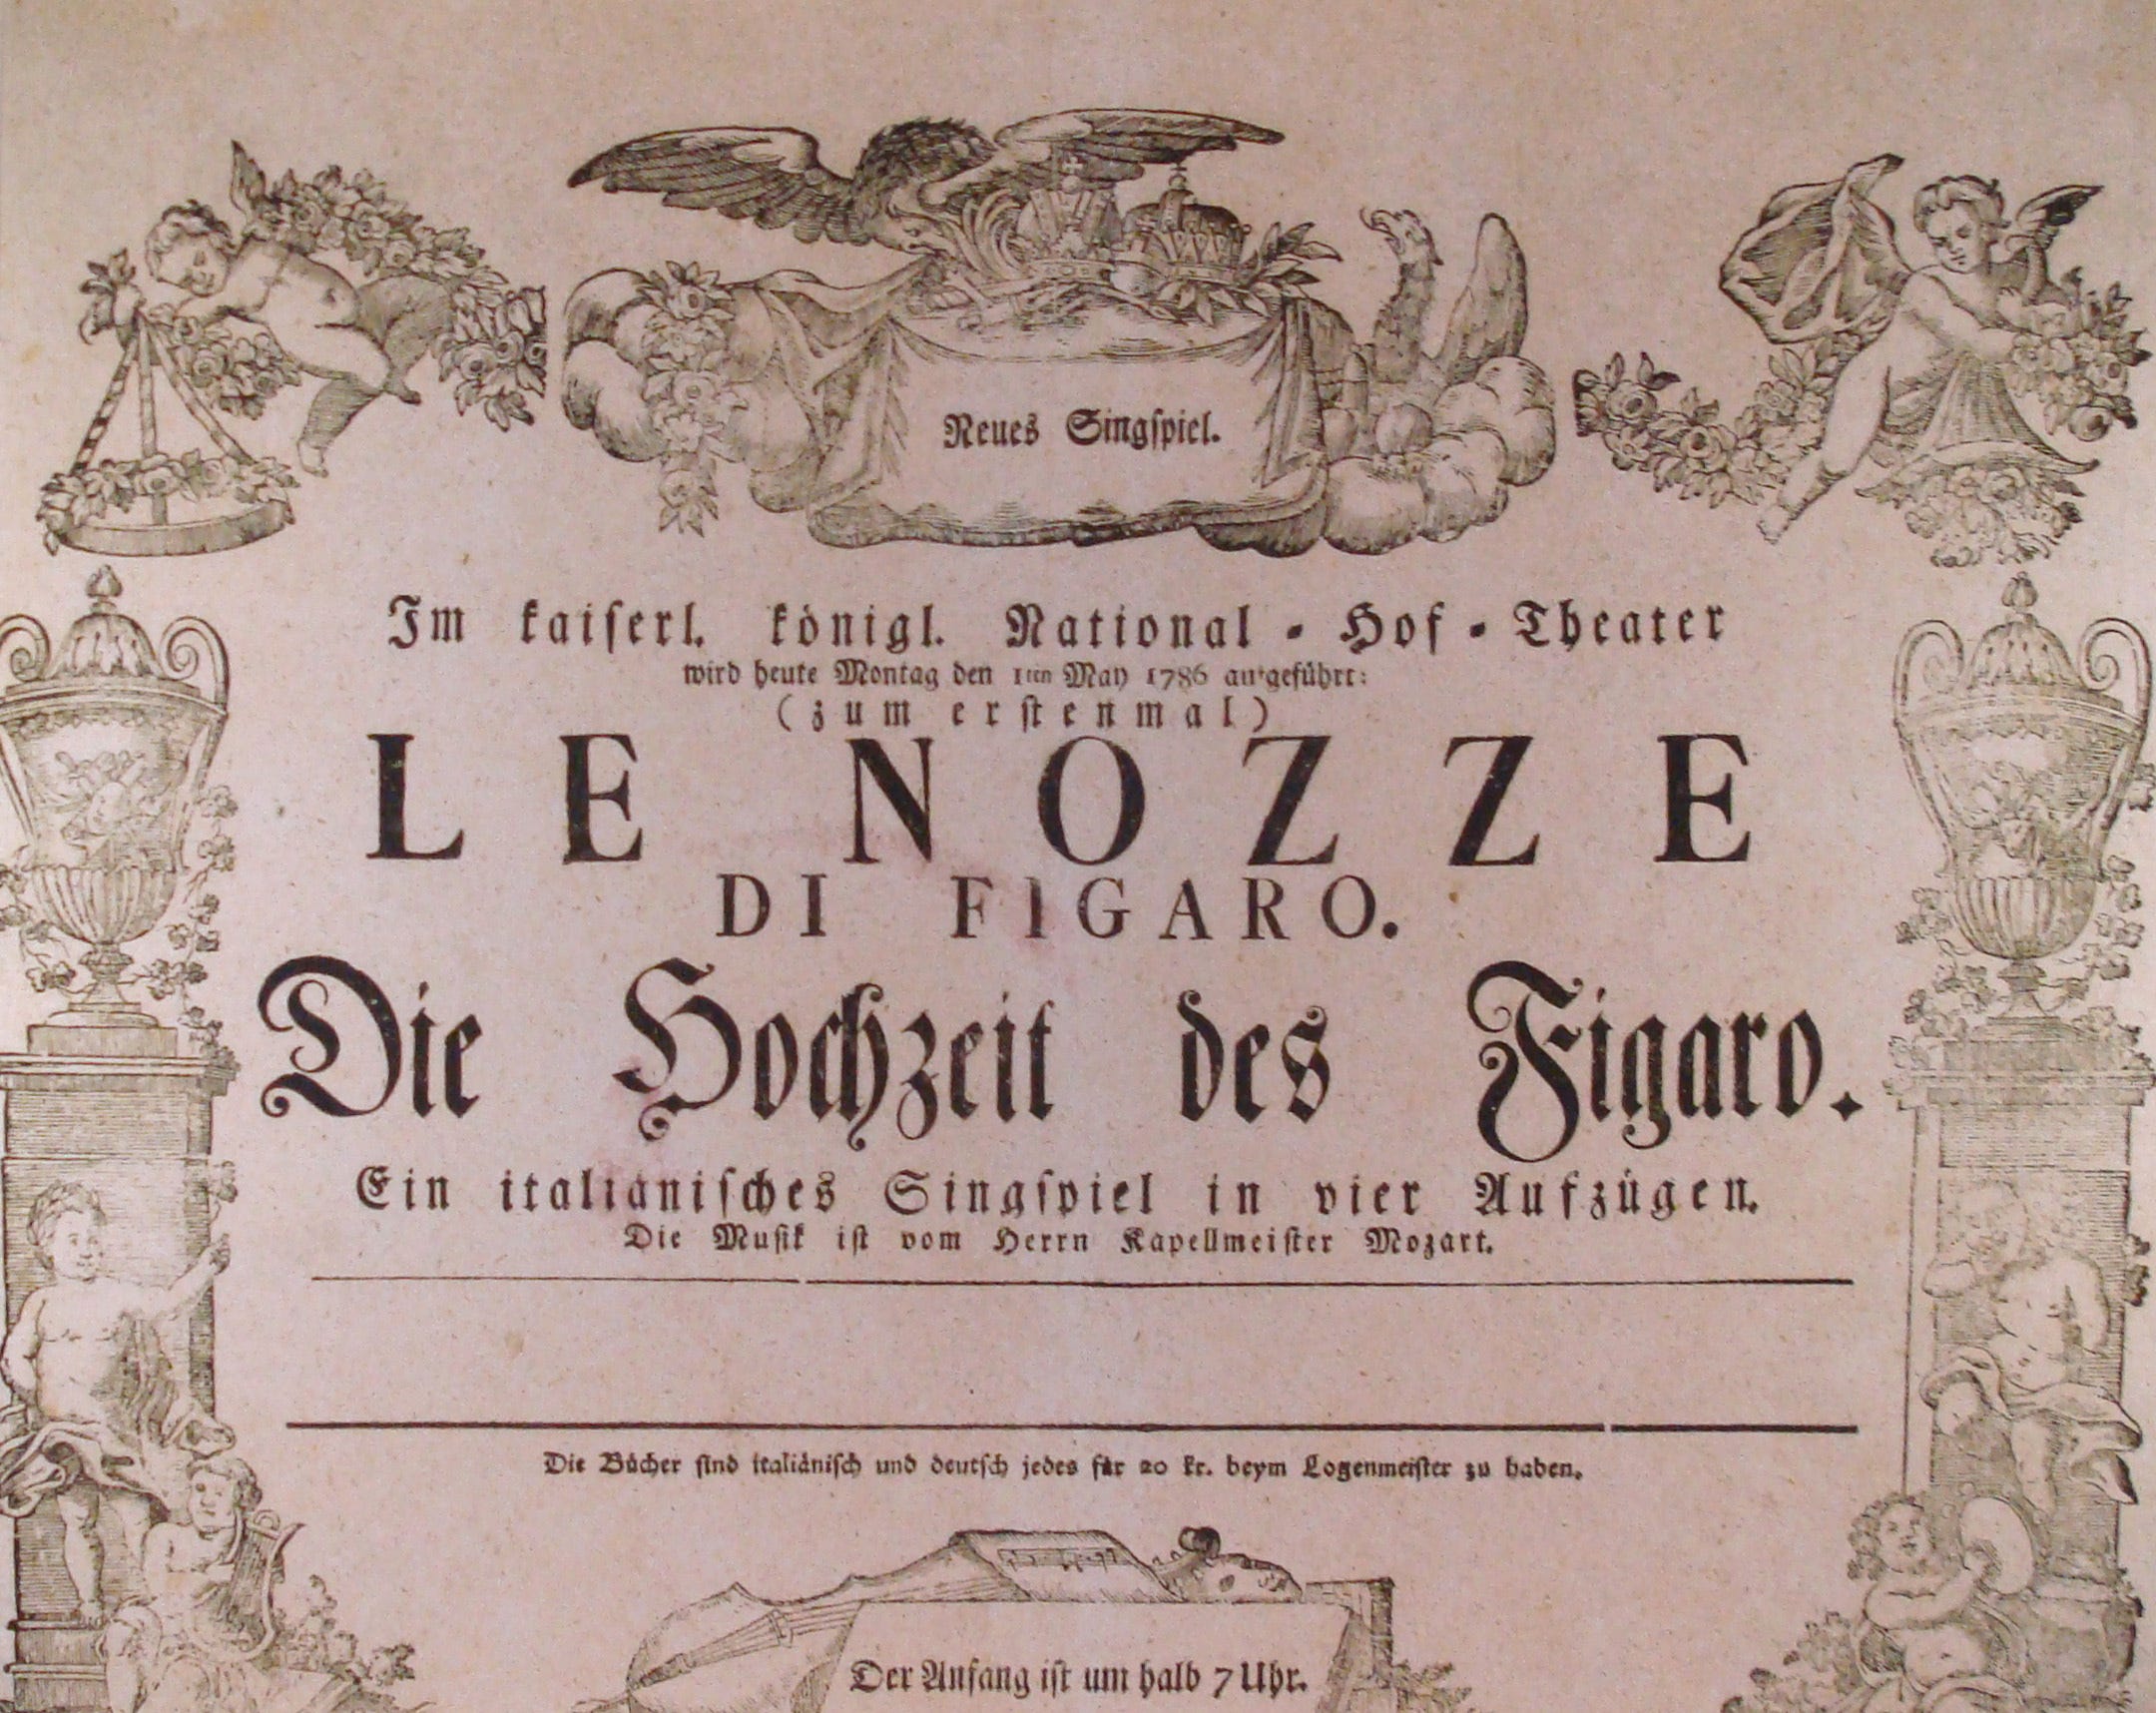 Neues Singſpiel.
Im kaiſerl. königl. National-Hof-Theater
wird heute Montag den 1ten May 1786 aufgeführt:
(zum erſtenmal)
LE NOZZE
DI FIGARO.
Die Hochzeit des Figaro.
Ein italiäniſches Singſpiel in vier Aufzügen.
Die Muſik iſt vom Herrn Kapellmeiſter Mozart.
Die Bücher ſind italiäniſch und deutſch jedes für 20 kr. beym Logenmeiſter zu haben.
Der Anfang iſt um halb 7 Uhr.